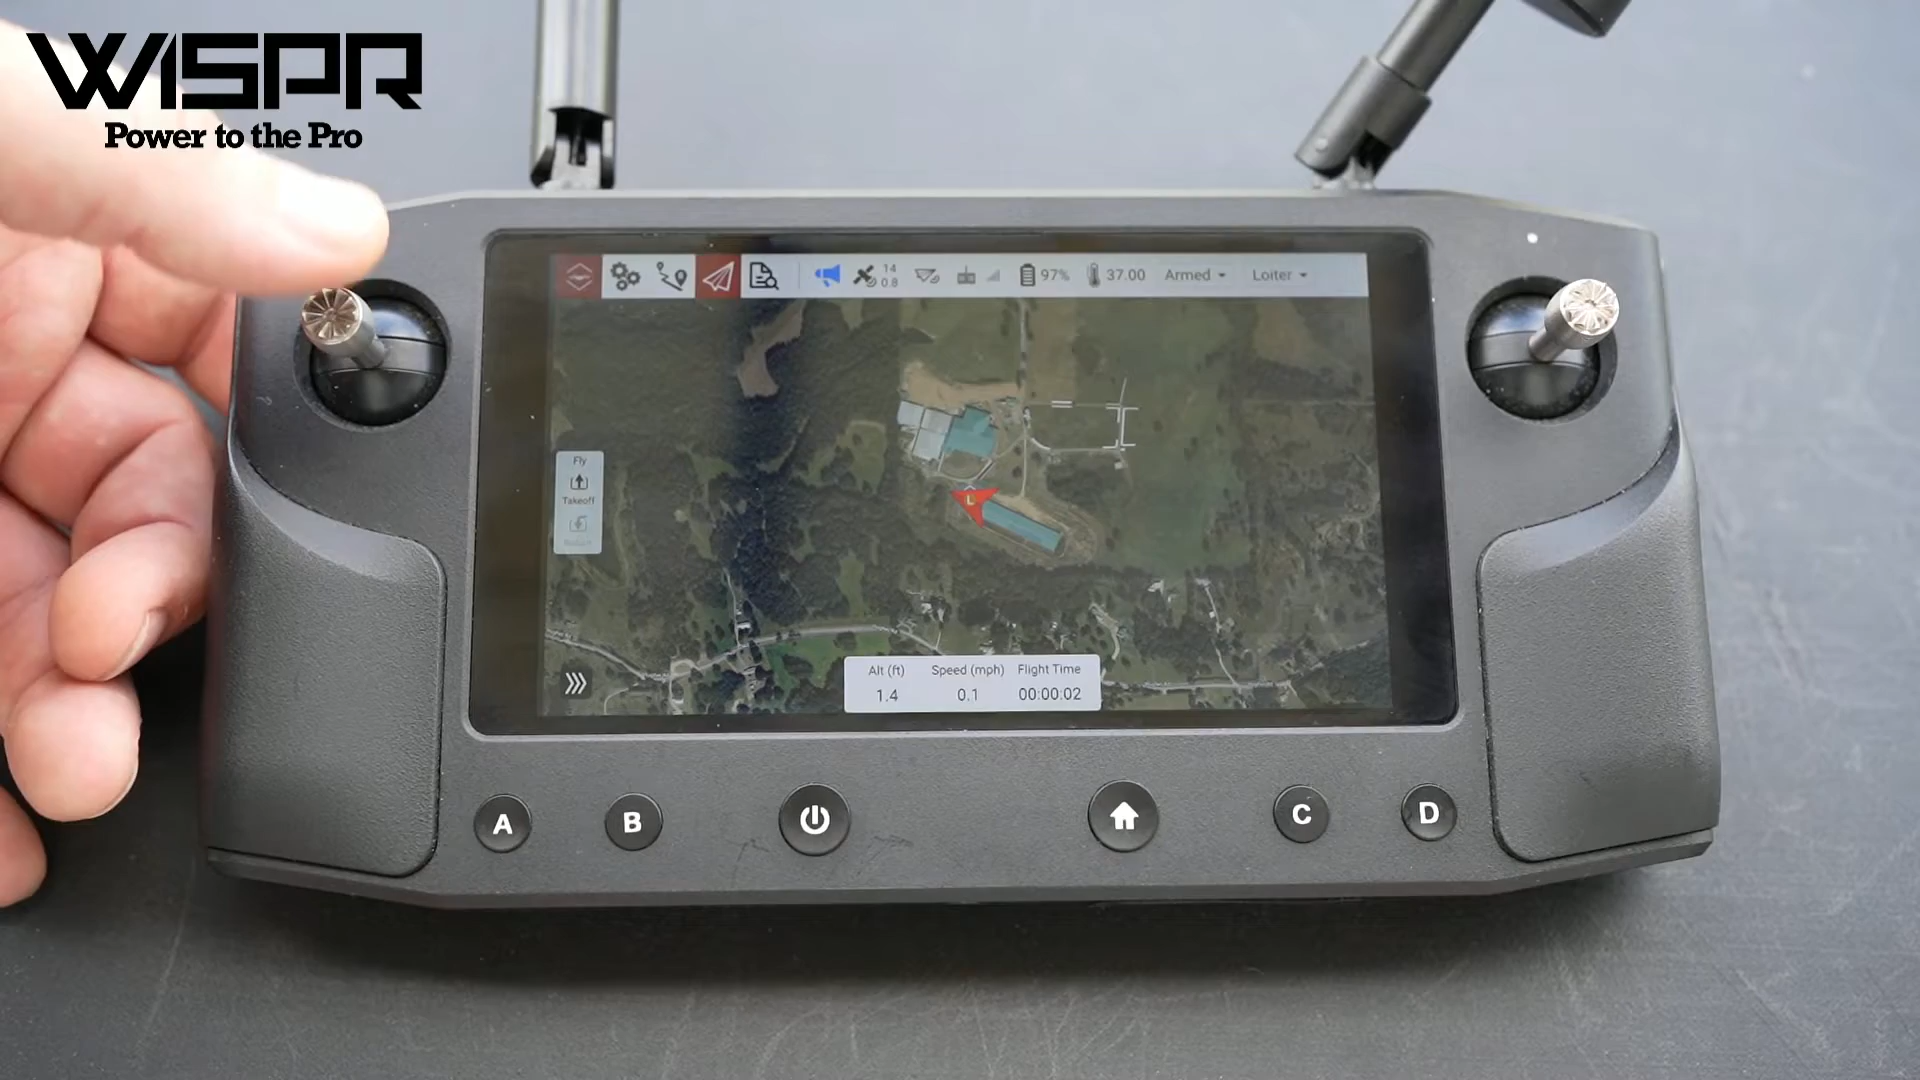 WISPR
Power to the Pro
14
0.8
97%
37.00
Armed
Loiter
Fly
Takeoff
L
Alt (ft)
Speed (mph)
Flight Time
1.4
0.1
00:00:02
A
B
C
D